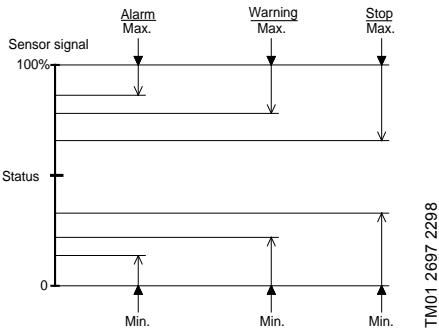 Alarm Warning Stop
Max. Max. Max.
Sensor signal
100%
Status
0
Min. Min. Min.
TM01 2697 2298